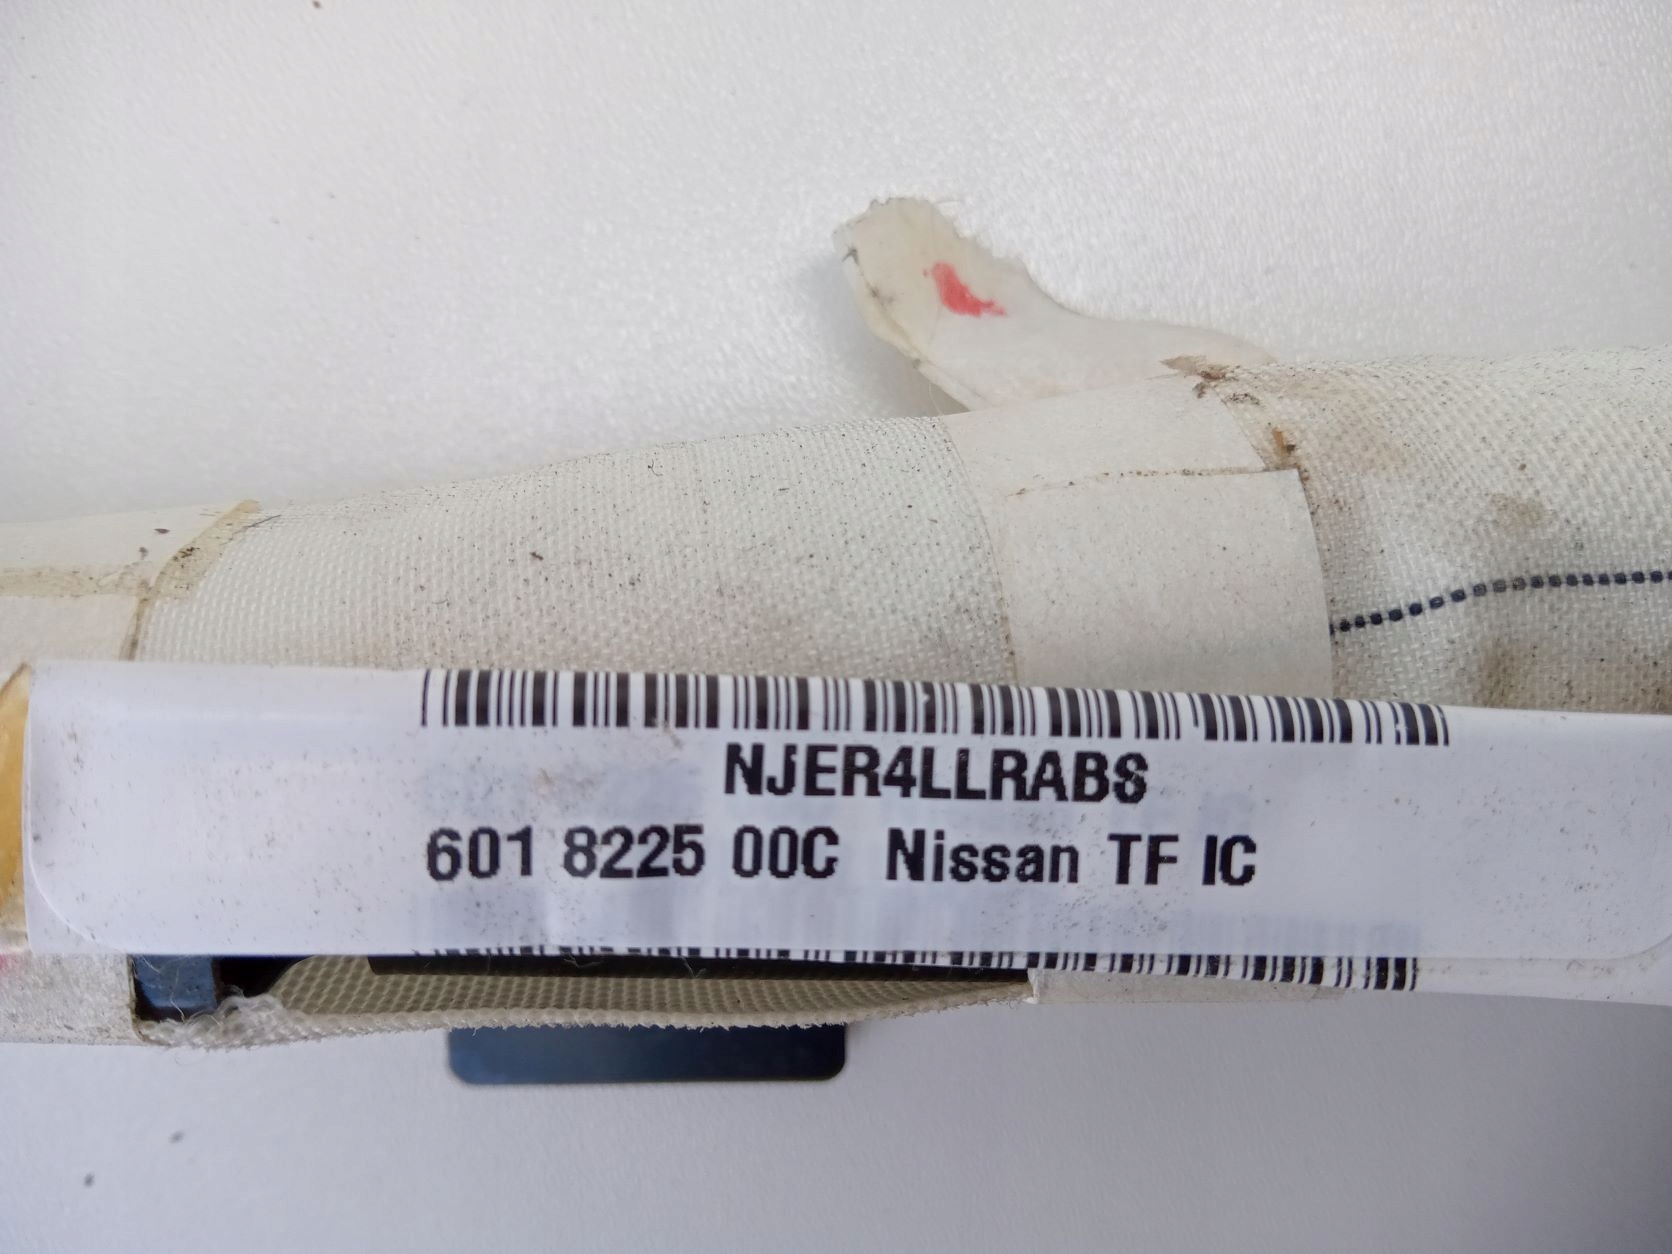 NJER4LLRABS
601 8225 00C Nissan TF IC